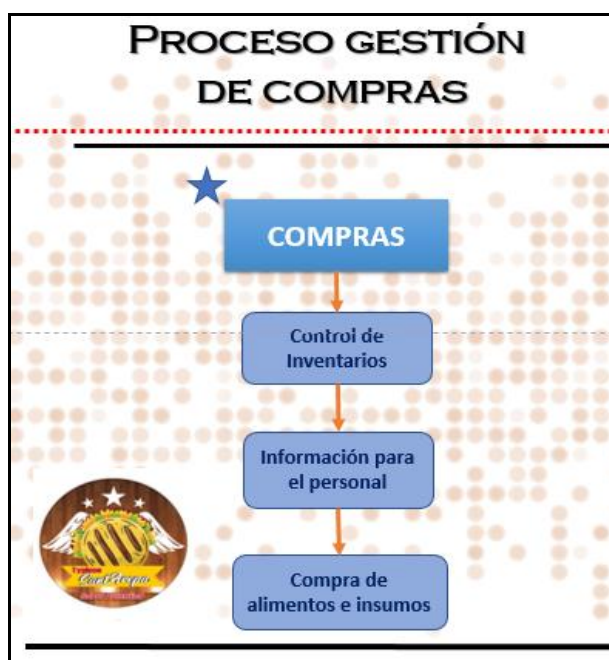 PROCESO GESTIÓN
DE COMPRAS
COMPRAS
Control de
Inventarios
Información para
el personal
Compra de
alimentos e insumos